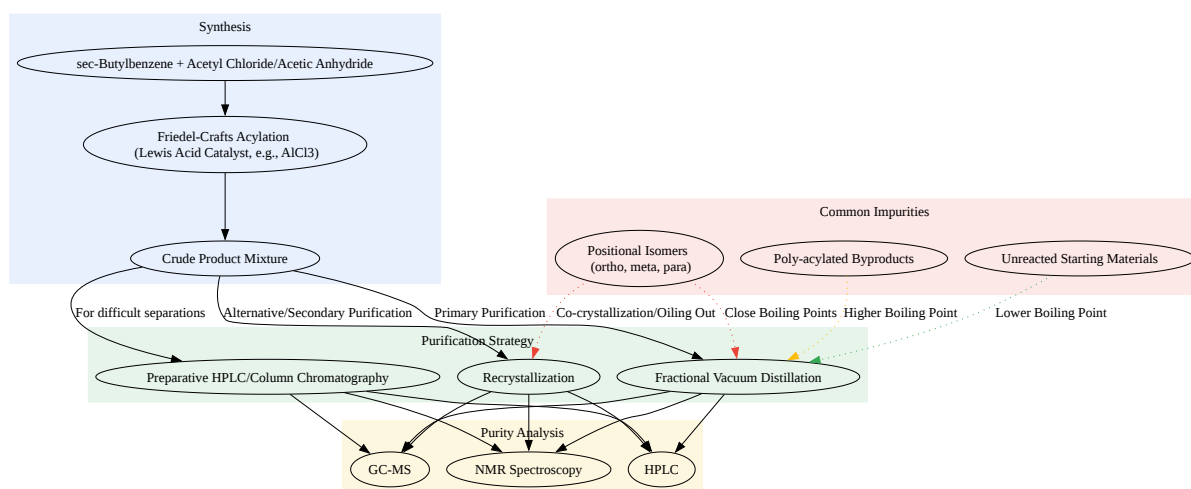 Synthesis
sec-Butylbenzene + Acetyl Chloride/Acetic Anhydride
Friedel-Crafts Acylation
(Lewis Acid Catalyst, e.g., AlCl3)
Common Impurities
Crude Product Mixture
Positional Isomers
(ortho, meta, para)
Poly-acylated Byproducts
Unreacted Starting Materials
For difficult separations
Alternative/Secondary Purification
Primary Purification
Co-crystallization/Oiling Out
Close Boiling Points
Higher Boiling Point
Lower Boiling Point
Purification Strategy
Preparative HPLC/Column Chromatography
Recrystallization
Fractional Vacuum Distillation
Purity Analysis
GC-MS
NMR Spectroscopy
HPLC